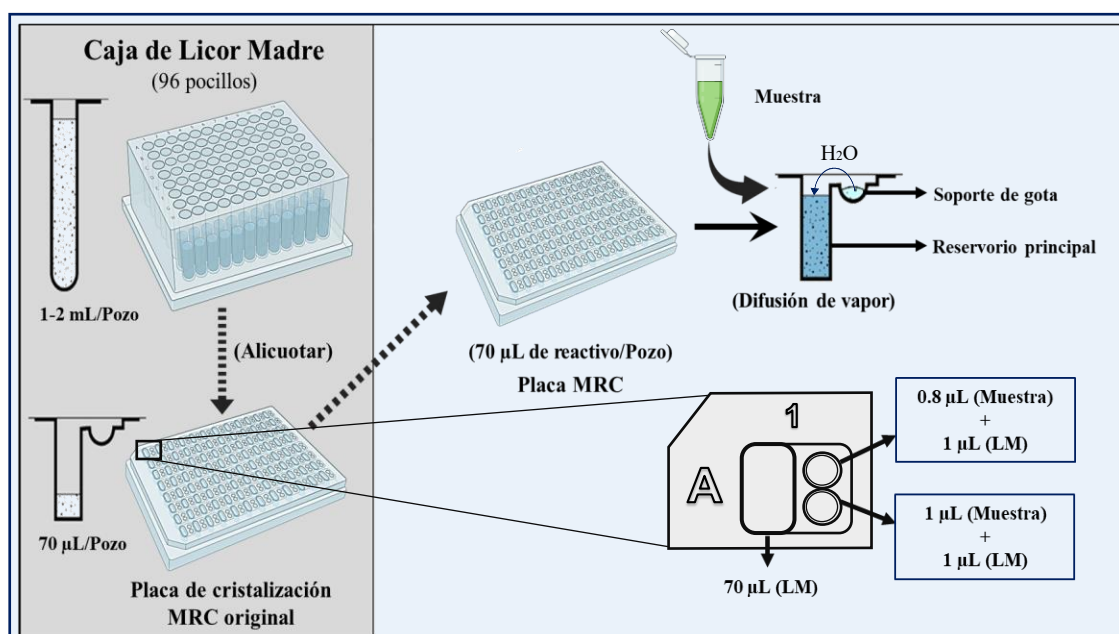 Caja de Licor Madre
(96 pocillos)
1-2 mL/Pozo
(Alicuotar)
70 µL/Pozo
Placa de cristalización
MRC original
(70 µL de reactivo/Pozo)
Placa MRC
Muestra
H2O
Soporte de gota
Reservorio principal
(Difusión de vapor)
1
A
70 µL (LM)
0.8 µL (Muestra)
+
1 µL (LM)
1 µL (Muestra)
+
1 µL (LM)